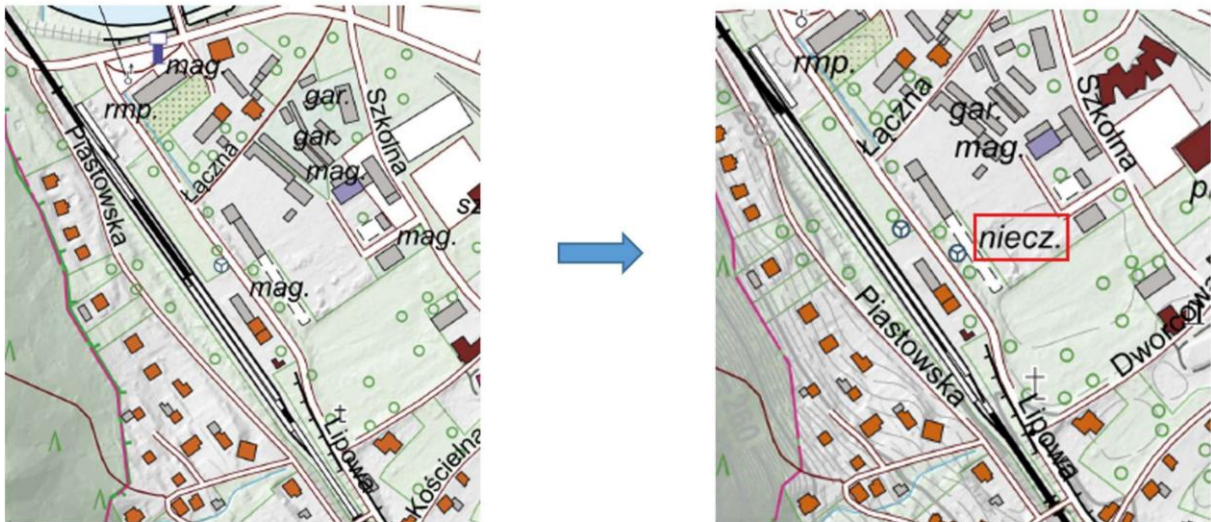 mag.
rmp.
gar.
Szkolna
gar.
Piastowska
mag.
Łączna
sz
mag.
mag.
Lipowa
Kościelna
rmp.
gar.
Szkolna
Łączna
mag.
niecz.
Piastowska
Dworcowa
Lipowa